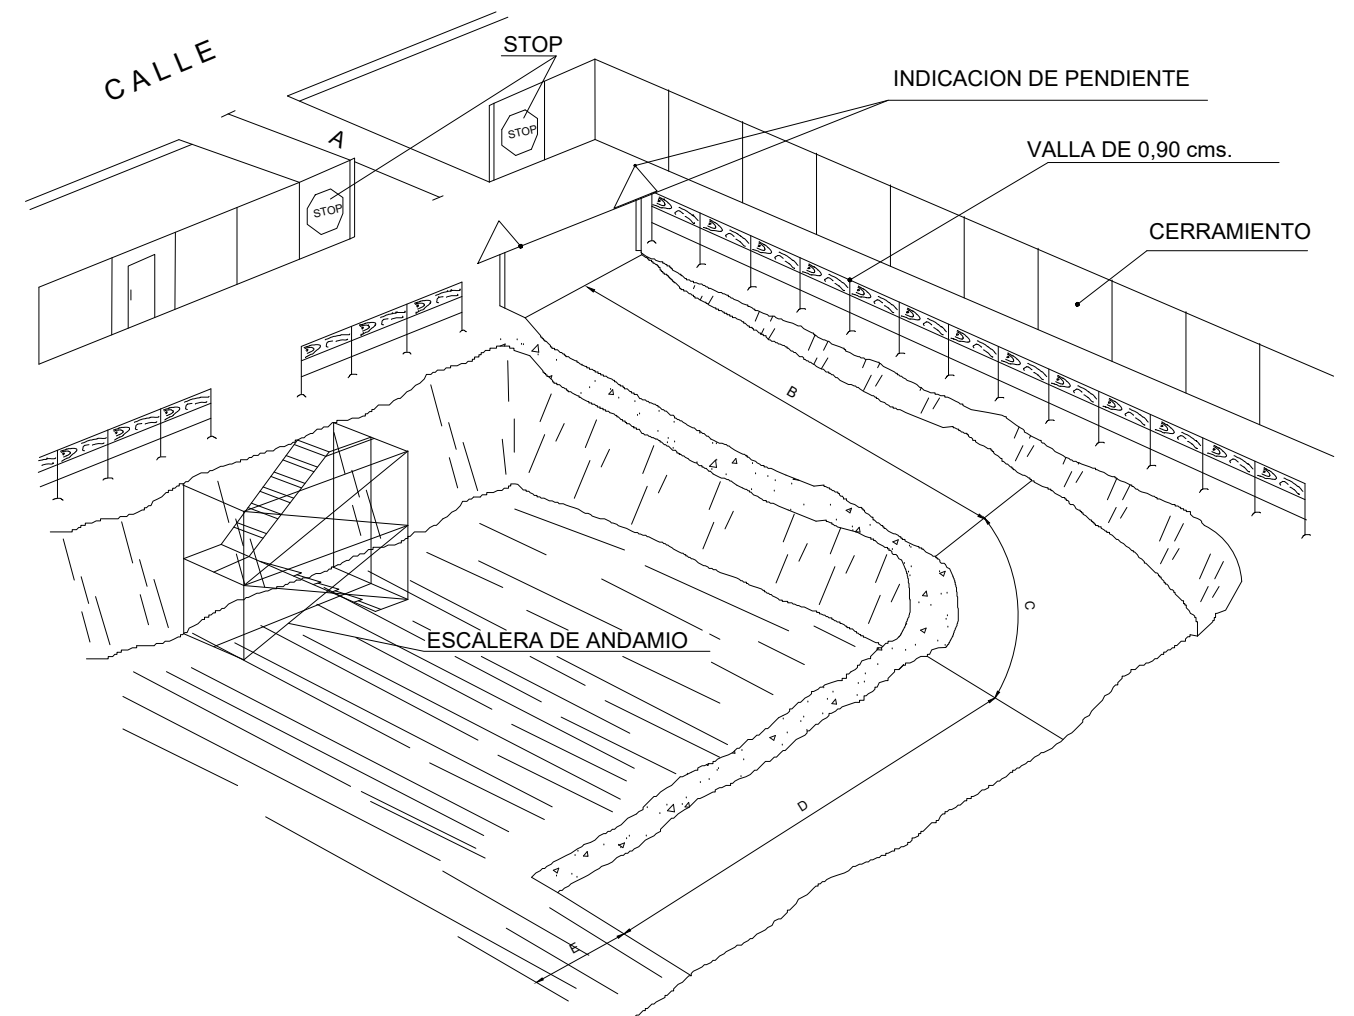 CALLE
STOP
INDICACION DE PENDIENTE
A
STOP
VALLA DE 0,90 cms.
STOP
CERRAMIENTO
B
C
ESCALERA DE ANDAMIO
D
E